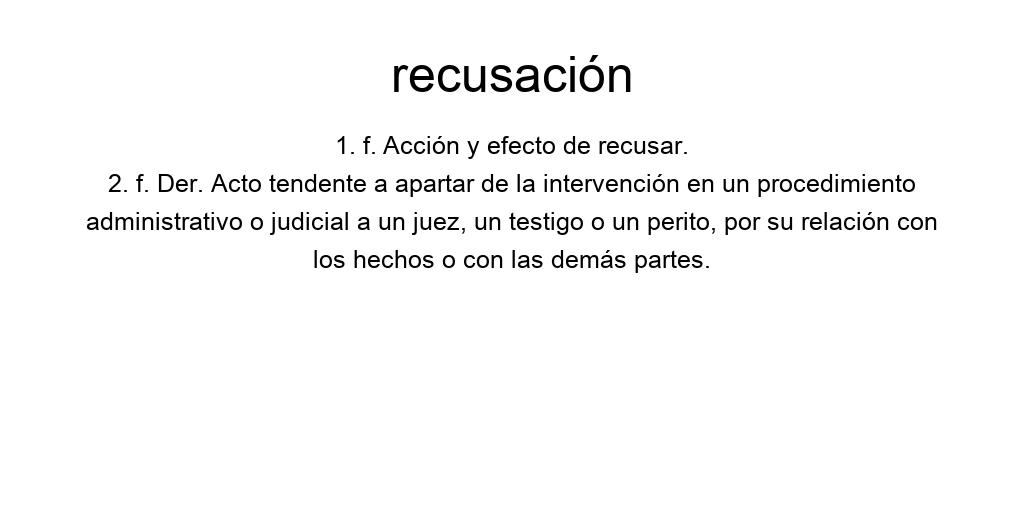 recusación
1. f. Acción y efecto de recusar.
2. f. Der. Acto tendente a apartar de la intervención en un procedimiento
administrativo o judicial a un juez, un testigo o un perito, por su relación con
los hechos o con las demás partes.